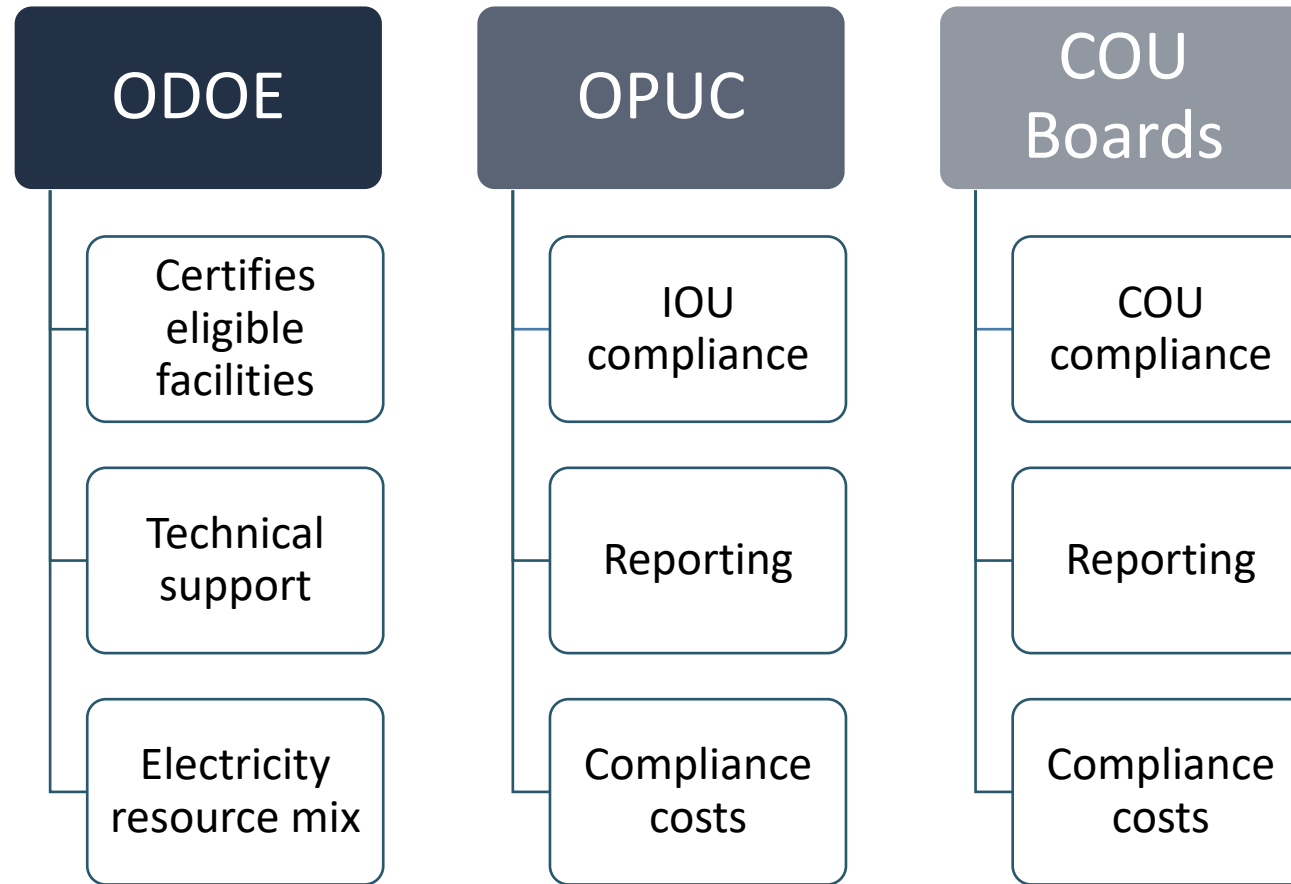 ODOE
Certifies
eligible
facilities
Technical
support
Electricity
resource mix
OPUC
IOU
compliance
Reporting
Compliance
costs
COU
Boards
COU
compliance
Reporting
Compliance
costs